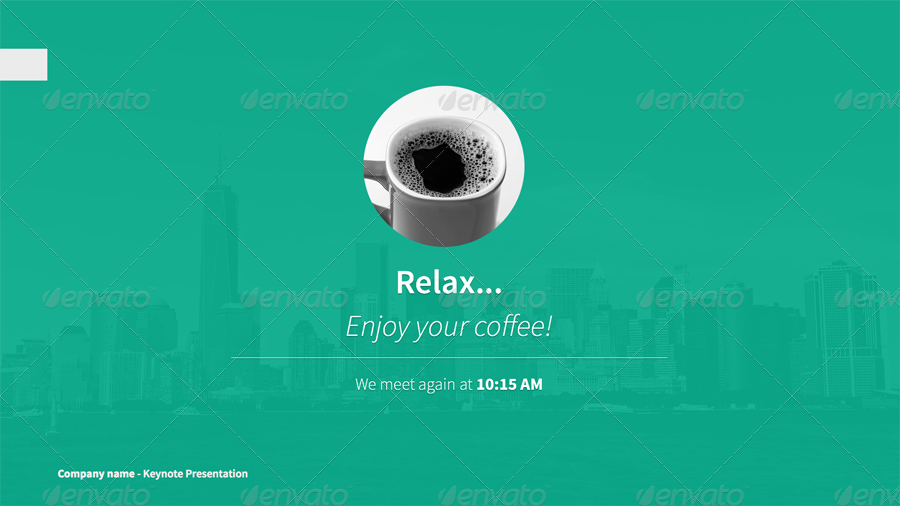 Relax...
Enjoy your coffee!
We meet again at 10:15 AM
Company name - Keynote Presentation
envato envato envato envato envato
envato envato envato envato envato
envato envato envato envato envato